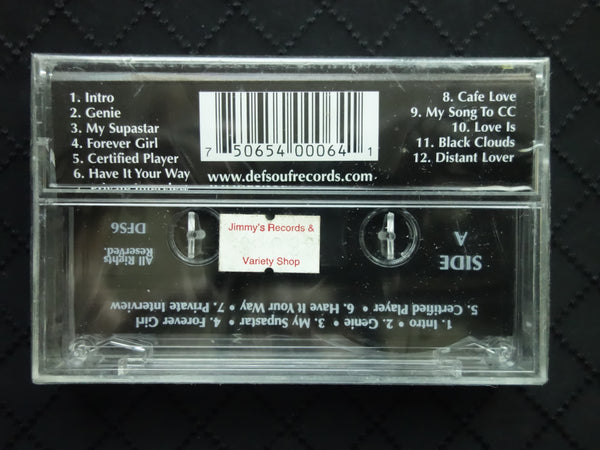 1. Intro
2. Genie
3. My Supastar
4. Forever Girl
5. Certified Player
6. Have It Your Way
7. Private Interview
8. Cafe Love
9. My Song To CC
10. Love Is
11. Black Clouds
12. Distant Lover
7 50654 00064 1
www.defsoufrecords.com
Jimmy's Records &
Variety Shop
SIDE
A
DFS6
All Rights
Reserved.
1. Intro • 2. Genie • 3. My Supastar • 4. Forever Girl
5. Certified Player • 6. Have It Your Way • 7. Private Interview